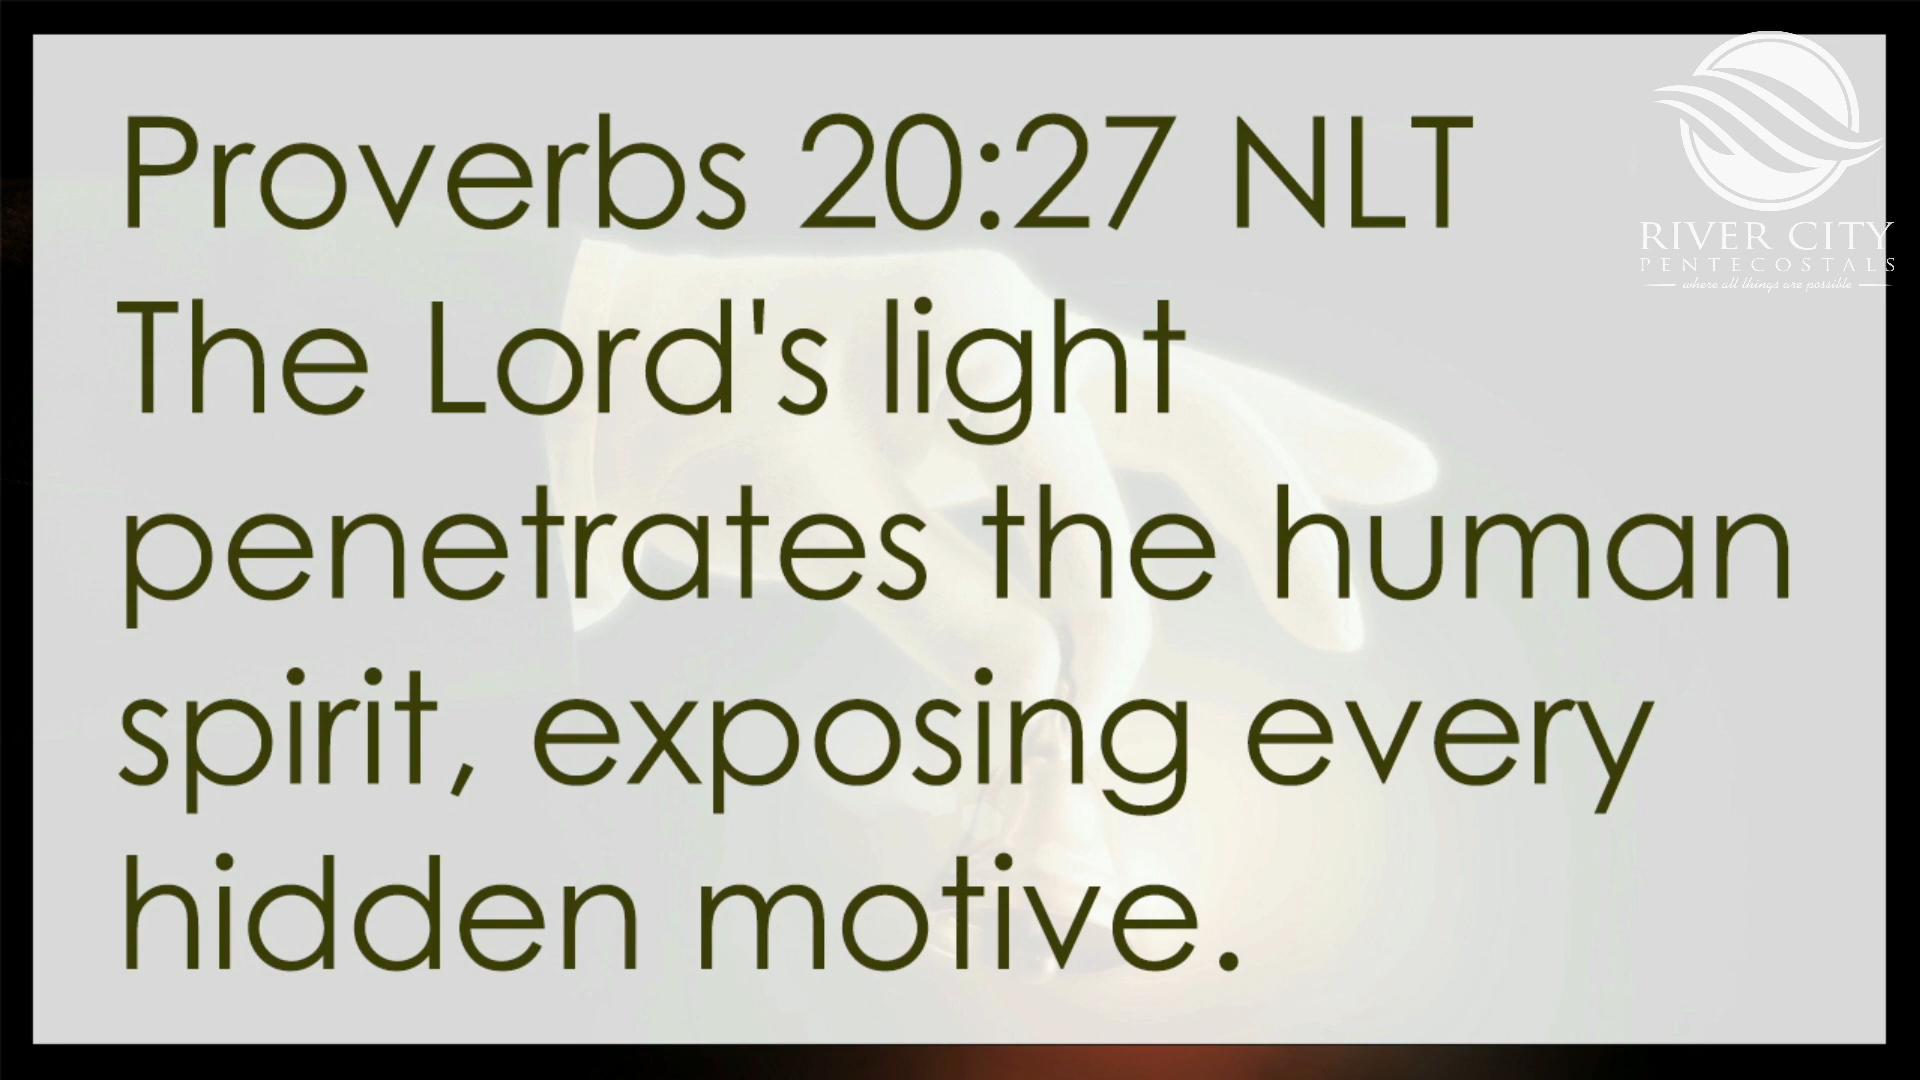 Proverbs 20:27 NLT
The Lord's light
penetrates the human
spirit, exposing every
hidden motive.
RIVER CITY
PENTECOSTALS
where all things are possible